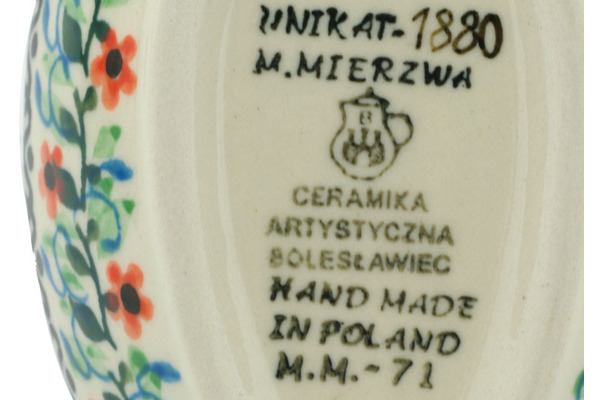 UNIKAT-1880
M.MIERZWA
B
CERAMIKA
ARTYSTYCZNA
BOLESŁAWIEC
HAND MADE
IN POLAND
M.M.-71